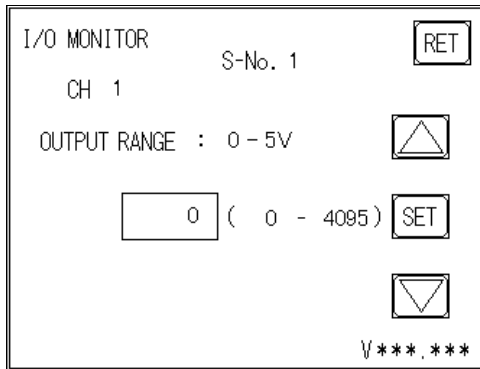 I/O MONITOR
S-No. 1
RET
CH 1
OUTPUT RANGE : 0-5V
0 ( 0 - 4095) SET
V***.***